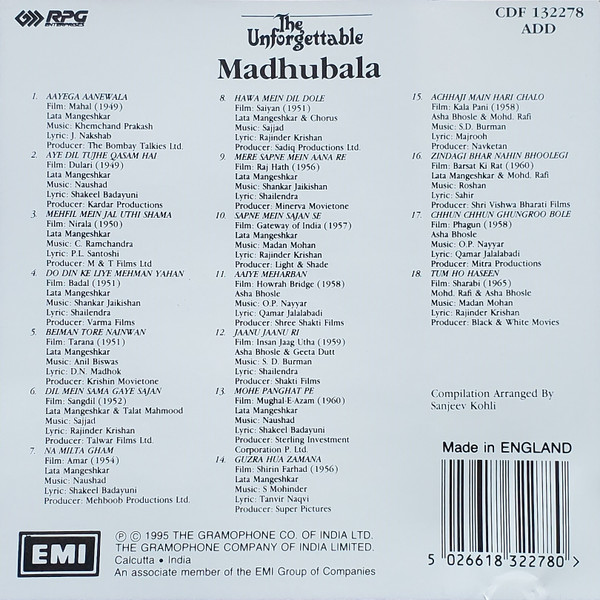 RPG
ENTERPRISES
The
Unforgettable
Madhubala
CDF 132278
ADD
1. AAYEGA AANEWALA
Film: Mahal (1949)
Lata Mangeshkar
Music: Khemchand Prakash
Lyric: J. Nakshab
Producer: The Bombay Talkies Ltd.
2. AYE DIL TUJHE QASAM HAI
Film: Dulari (1949)
Lata Mangeshkar
Music: Naushad
Lyric: Shakeel Badayuni
Producer: Kardar Productions
3. MEHFIL MEIN JAL UTHI SHAMA
Film: Nirala (1950)
Lata Mangeshkar
Music: C. Ramchandra
Lyric: P.L. Santoshi
Producer: M & T Films Ltd
4. DO DIN KE LIYE MEHMAN YAHAN
Film: Badal (1951)
Lata Mangeshkar
Music: Shankar Jaikishan
Lyric: Shailendra
Producer: Varma Films
5. BEIMAN TORE NAINWAN
Film: Tarana (1951)
Lata Mangeshkar
Music: Anil Biswas
Lyric: D.N. Madhok
Producer: Krishin Movietone
6. DIL MEIN SAMA GAYE SAJAN
Film: Sangdil (1952)
Lata Mangeshkar & Talat Mahmood
Music: Sajjad
Lyric: Rajinder Krishan
Producer: Talwar Films Ltd.
7. NA MILTA GHAM
Film: Amar (1954)
Lata Mangeshkar
Music: Naushad
Lyric: Shakeel Badayuni
Producer: Mehboob Productions Ltd.
8. HAWA MEIN DIL DOLE
Film: Saiyan (1951)
Lata Mangeshkar & Chorus
Music: Sajjad
Lyric: Rajinder Krishan
Producer: Sadiq Productions Ltd.
9. MERE SAPNE MEIN AANA RE
Film: Raj Hath (1956)
Lata Mangeshkar
Music: Shankar Jaikishan
Lyric: Shailendra
Producer: Minerva Movietone
10. SAPNE MEIN SAJAN SE
Film: Gateway of India (1957)
Lata Mangeshkar
Music: Madan Mohan
Lyric: Rajinder Krishan
Producer: Light & Shade
11. AAIYE MEHARBAN
Film: Howrah Bridge (1958)
Asha Bhosle
Music: O.P. Nayyar
Lyric: Qamar Jalalabadi
Producer: Shree Shakti Films
12. JAANU JAANU RI
Film: Insan Jaag Utha (1959)
Asha Bhosle & Geeta Dutt
Music: S. D. Burman
Lyric: Shailendra
Producer: Shakti Films
13. MOHE PANGHAT PE
Film: Mughal-E-Azam (1960)
Lata Mangeshkar
Music: Naushad
Lyric: Shakeel Badayuni
Producer: Sterling Investment
Corporation P. Ltd.
14. GUZRA HUA ZAMANA
Film: Shirin Farhad (1956)
Lata Mangeshkar
Music: S Mohinder
Lyric: Tanvir Naqvi
Producer: Super Pictures
15. ACHHAJI MAIN HARI CHALO
Film: Kala Pani (1958)
Asha Bhosle & Mohd. Rafi
Music: S.D. Burman
Lyric: Majrooh
Producer: Navketan
16. ZINDAGI BHAR NAHIN BHOOLEGI
Film: Barsat Ki Rat (1960)
Lata Mangeshkar & Mohd. Rafi
Music: Roshan
Lyric: Sahir
Producer: Shri Vishwa Bharati Films
17. CHHUN CHHUN GHUNGROO BOLE
Film: Phagun (1958)
Asha Bhosle
Music: O.P. Nayyar
Lyric: Qamar Jalalabadi
Producer: Mitra Productions
18. TUM HO HASEEN
Film: Sharabi (1965)
Mohd. Rafi & Asha Bhosle
Music: Madan Mohan
Lyric: Rajinder Krishan
Producer: Black & White Movies
Compilation Arranged By
Sanjeev Kohli
Made in ENGLAND
5 026618 322780 >
EMI
Ⓟ © 1995 THE GRAMOPHONE CO. OF INDIA LTD.
THE GRAMOPHONE COMPANY OF INDIA LIMITED.
Calcutta • India
An associate member of the EMI Group of Companies